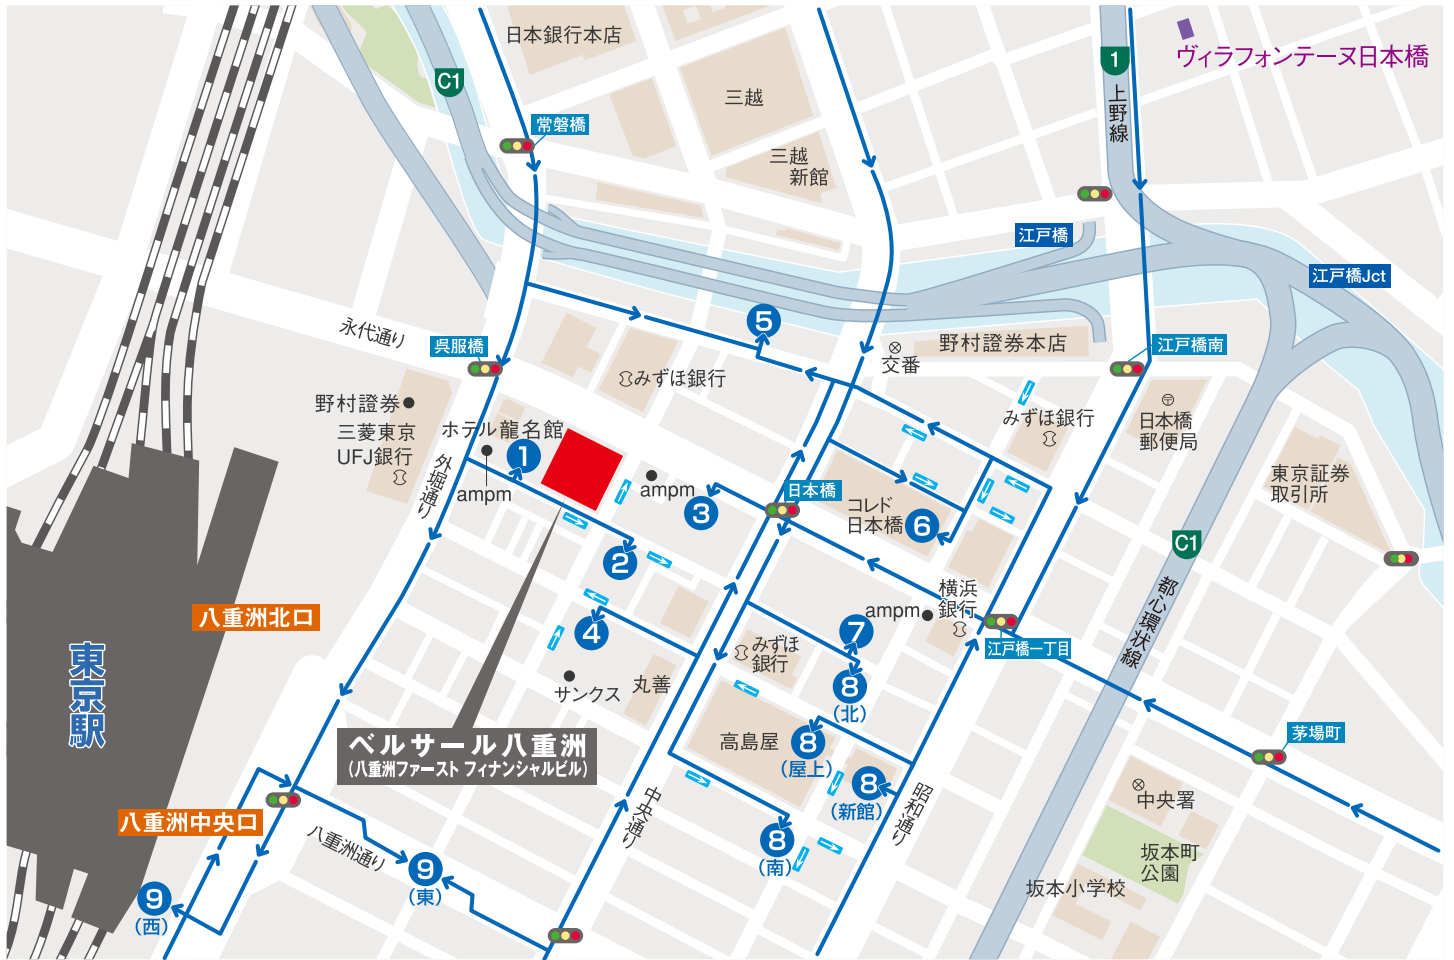 日本銀行本店
ヴィラフォンテーヌ日本橋
1
C1
三越
上野線
常磐橋
三越
新館
江戸橋
江戸橋Jct
永代通り
5
呉服橋
野村證券本店
交番
江戸橋南
みずほ銀行
野村證券
三菱東京
UFJ銀行
ホテル龍名館
みずほ銀行
日本橋
郵便局
1
ampm
外堀通り
ampm
日本橋
3
コレド
日本橋
6
東京証券
取引所
2
C1
都心環状線
八重洲北口
4
7
ampm
横浜
銀行
江戸橋一丁目
東京駅
みずほ
銀行
サンクス
丸善
8
(北)
茅場町
ベルサール八重洲
(八重洲ファースト フィナンシャルビル)
高島屋
8
(屋上)
8
(新館)
昭和通り
中央署
八重洲中央口
中央通り
八重洲通り
8
(南)
坂本町
公園
9
(東)
坂本小学校
9
(西)